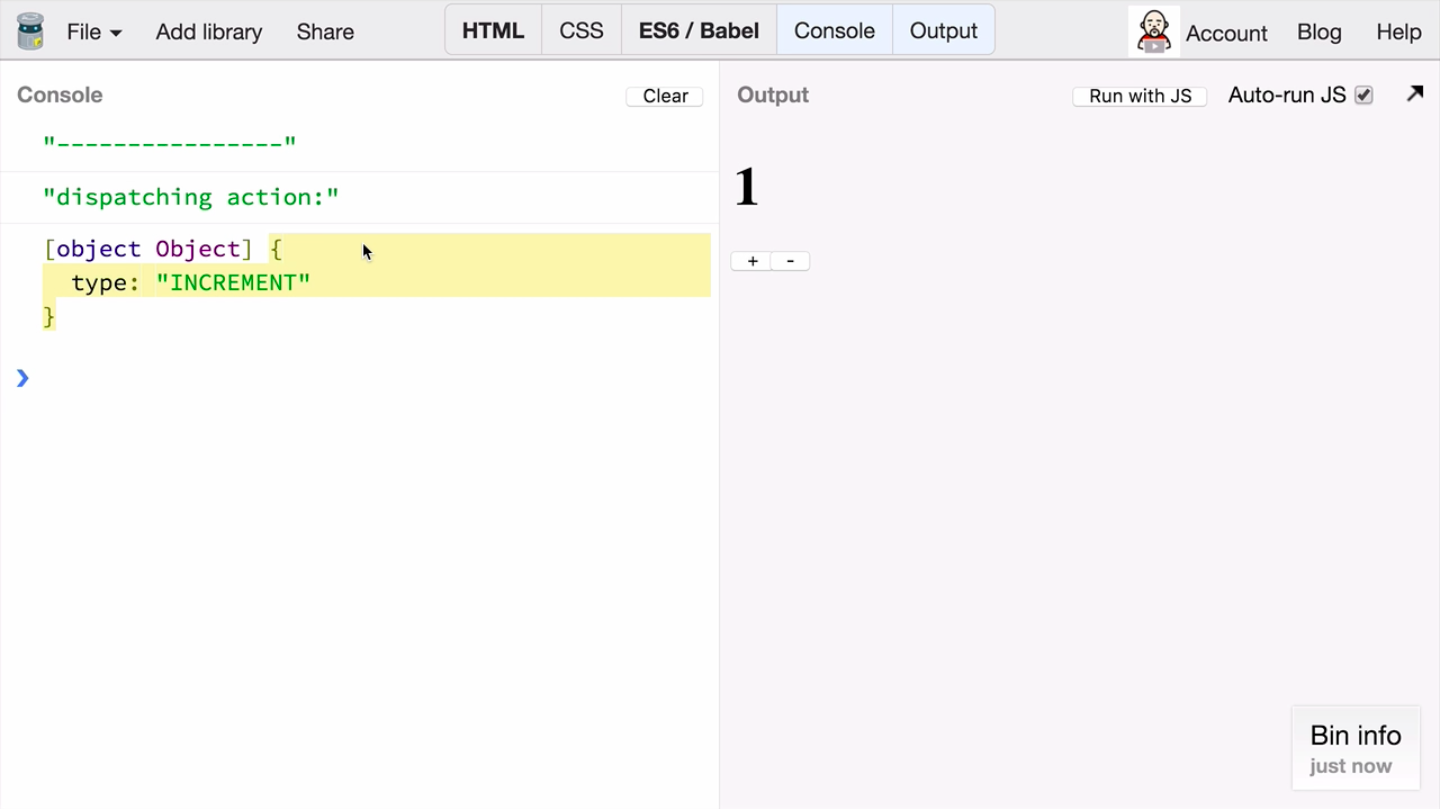 File Add library Share HTML CSS ES6 / Babel Console Output Account Blog Help
Console Clear
"----------------"
"dispatching action:"
[object Object] {
type: "INCREMENT"
}
❯
Output Run with JS Auto-run JS
1
+ -
Bin info
just now